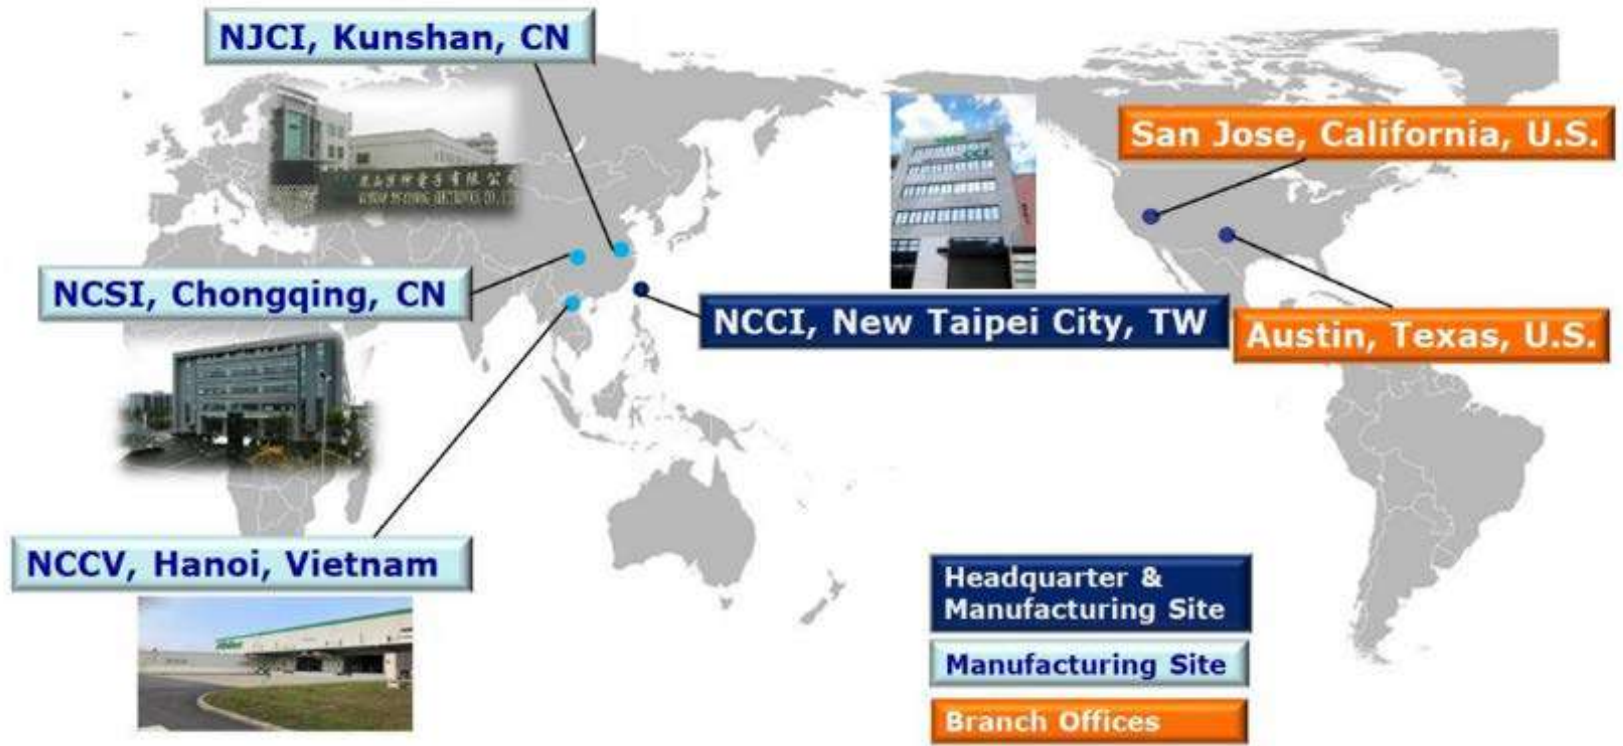 NJCI, Kunshan, CN
San Jose, California, U.S.
NCSI, Chongqing, CN
NCCI, New Taipei City, TW
Austin, Texas, U.S.
NCCV, Hanoi, Vietnam
Headquarter &
Manufacturing Site
Manufacturing Site
Branch Offices